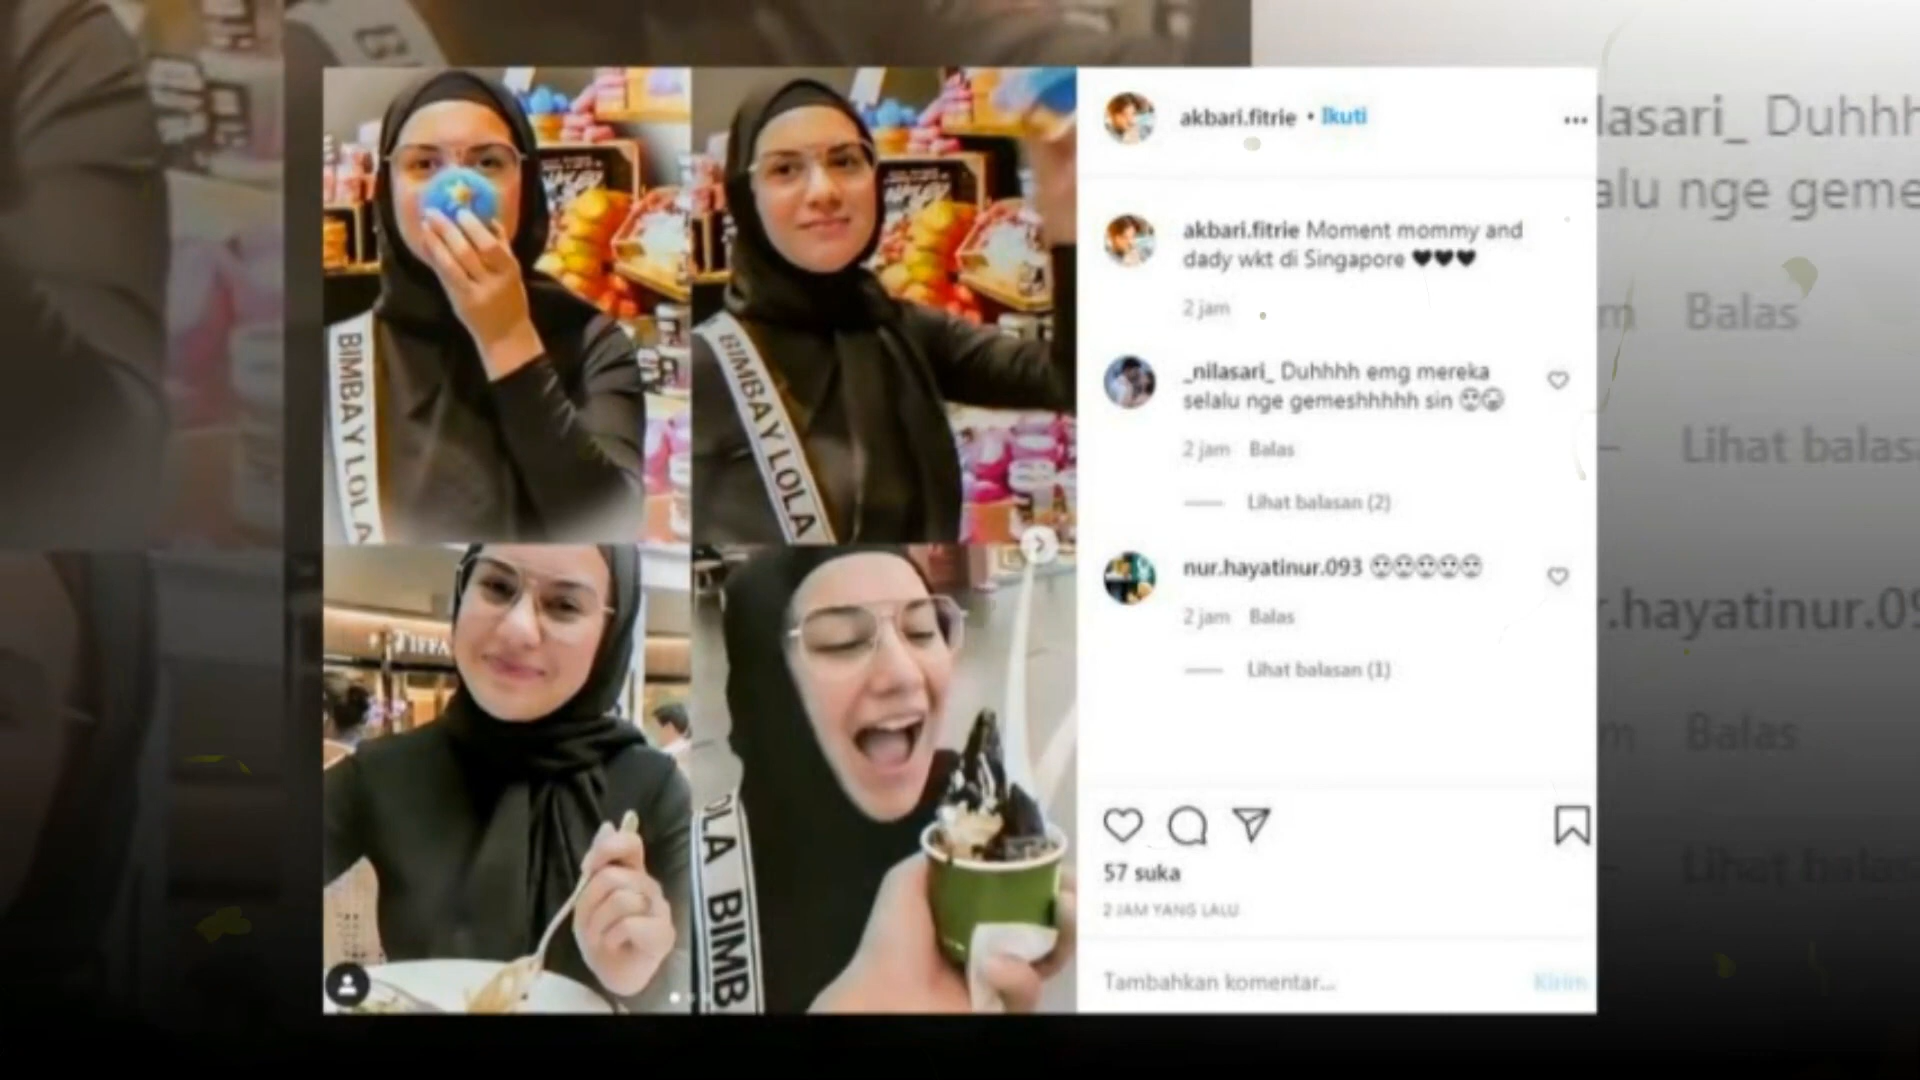 BIMBAY LOLA
BIMBAY LOLA
OLA BIMB
akbari.fitrie • Ikuti
akbari.fitrie Moment mommy and
dady wkt di Singapore 🖤🖤🖤
2 jam
_nilasari_ Duhhhh emg mereka
selalu nge gemeshhhhh sin
2 jam Balas
Lihat balasan (2)
nur.hayatinur.093
2 jam Balas
Lihat balasan (1)
57 suka
2 JAM YANG LALU
Tambahkan komentar...
Kirim
lasari_ Duhhh
alu nge geme
m Balas
Lihat balas
r.hayatinur.09
m Balas
Lihat balas